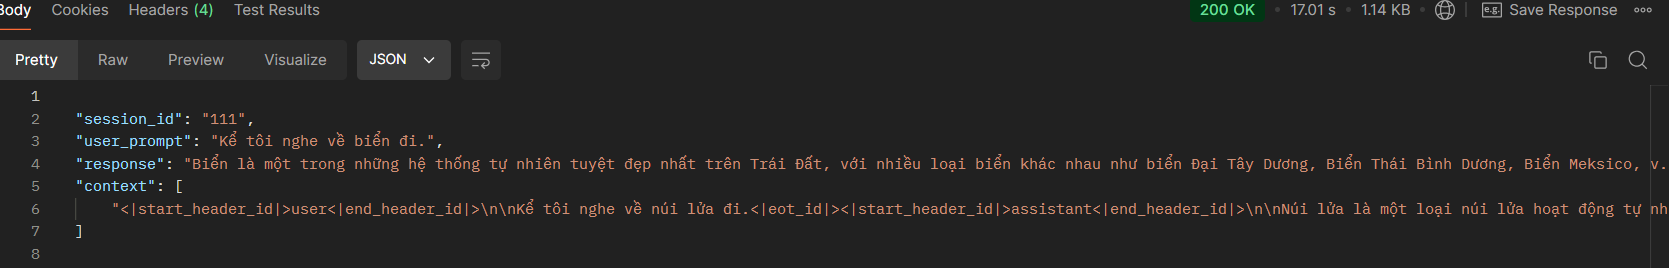 Body Cookies Headers (4) Test Results 200 OK • 17.01 s • 1.14 KB • e.g. Save Response
Pretty Raw Preview Visualize JSON
1
2 "session_id": "111",
3 "user_prompt": "Kể tôi nghe về biển đi.",
4 "response": "Biển là một trong những hệ thống tự nhiên tuyệt đẹp nhất trên Trái Đất, với nhiều loại biển khác nhau như biển Đại Tây Dương, Biển Thái Bình Dương, Biển Meksico, v.
5 "context": [
6 "<|start_header_id|>user<|end_header_id|>\n\nKể tôi nghe về núi lửa đi.<|eot_id|><|start_header_id|>assistant<|end_header_id|>\n\nNúi lửa là một loại núi lửa hoạt động tự nh
7 ]
8